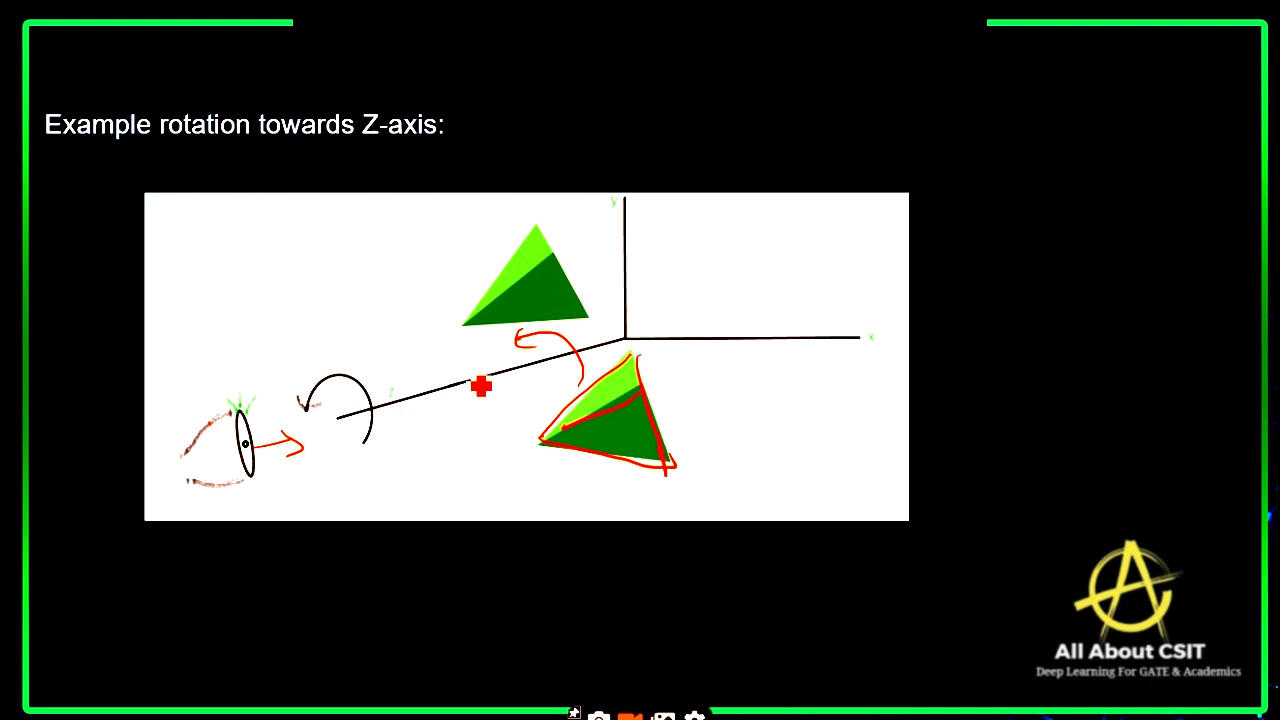 Example rotation towards Z-axis:
y
x
z
All About CSIT
Deep Learning For GATE & Academics